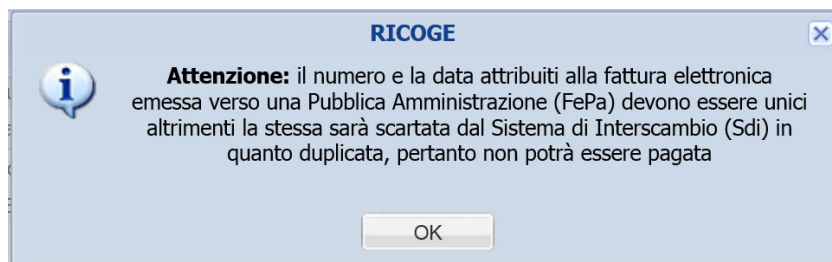 RICOGE
Attenzione: il numero e la data attribuiti alla fattura elettronica
emessa verso una Pubblica Amministrazione (FePa) devono essere unici
altrimenti la stessa sarà scartata dal Sistema di Interscambio (Sdi) in
quanto duplicata, pertanto non potrà essere pagata
OK